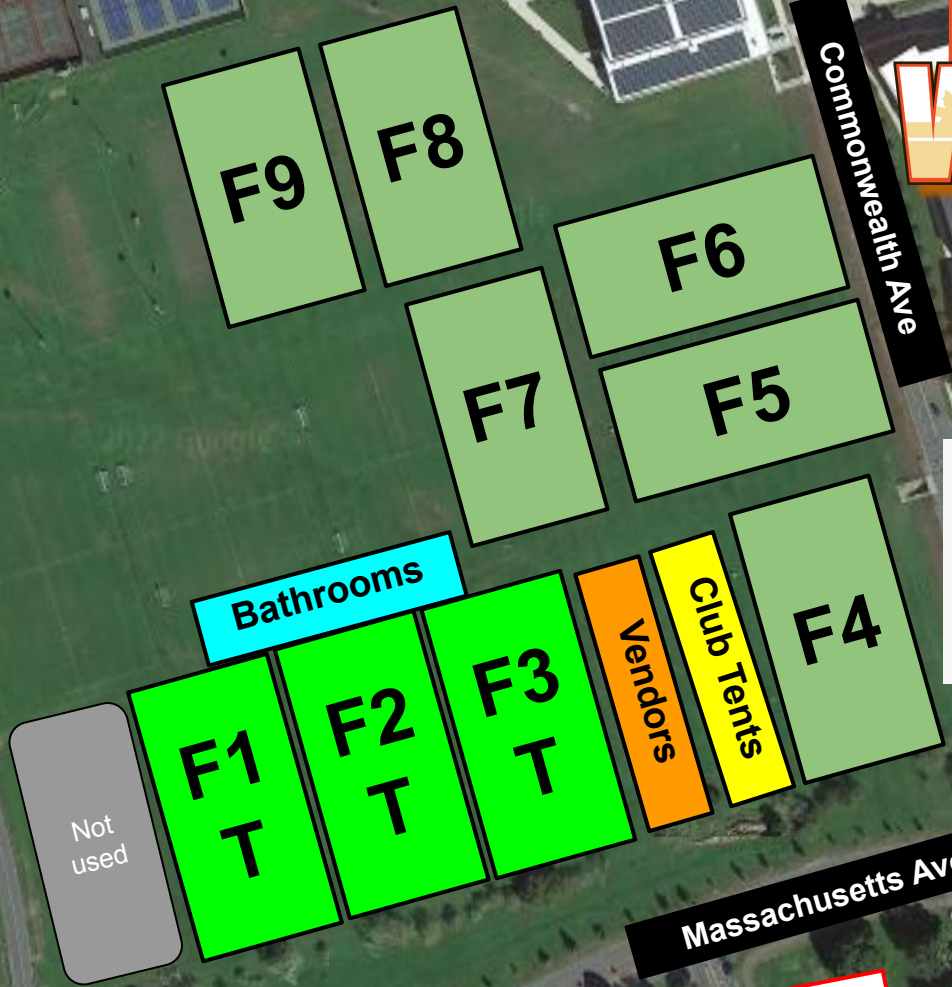 Commonwealth Ave
F8
F9
F6
F5
F7
Bathrooms
Club Tents
Vendors
F4
F3
T
F2
T
F1
T
Not
used
Massachusetts Ave